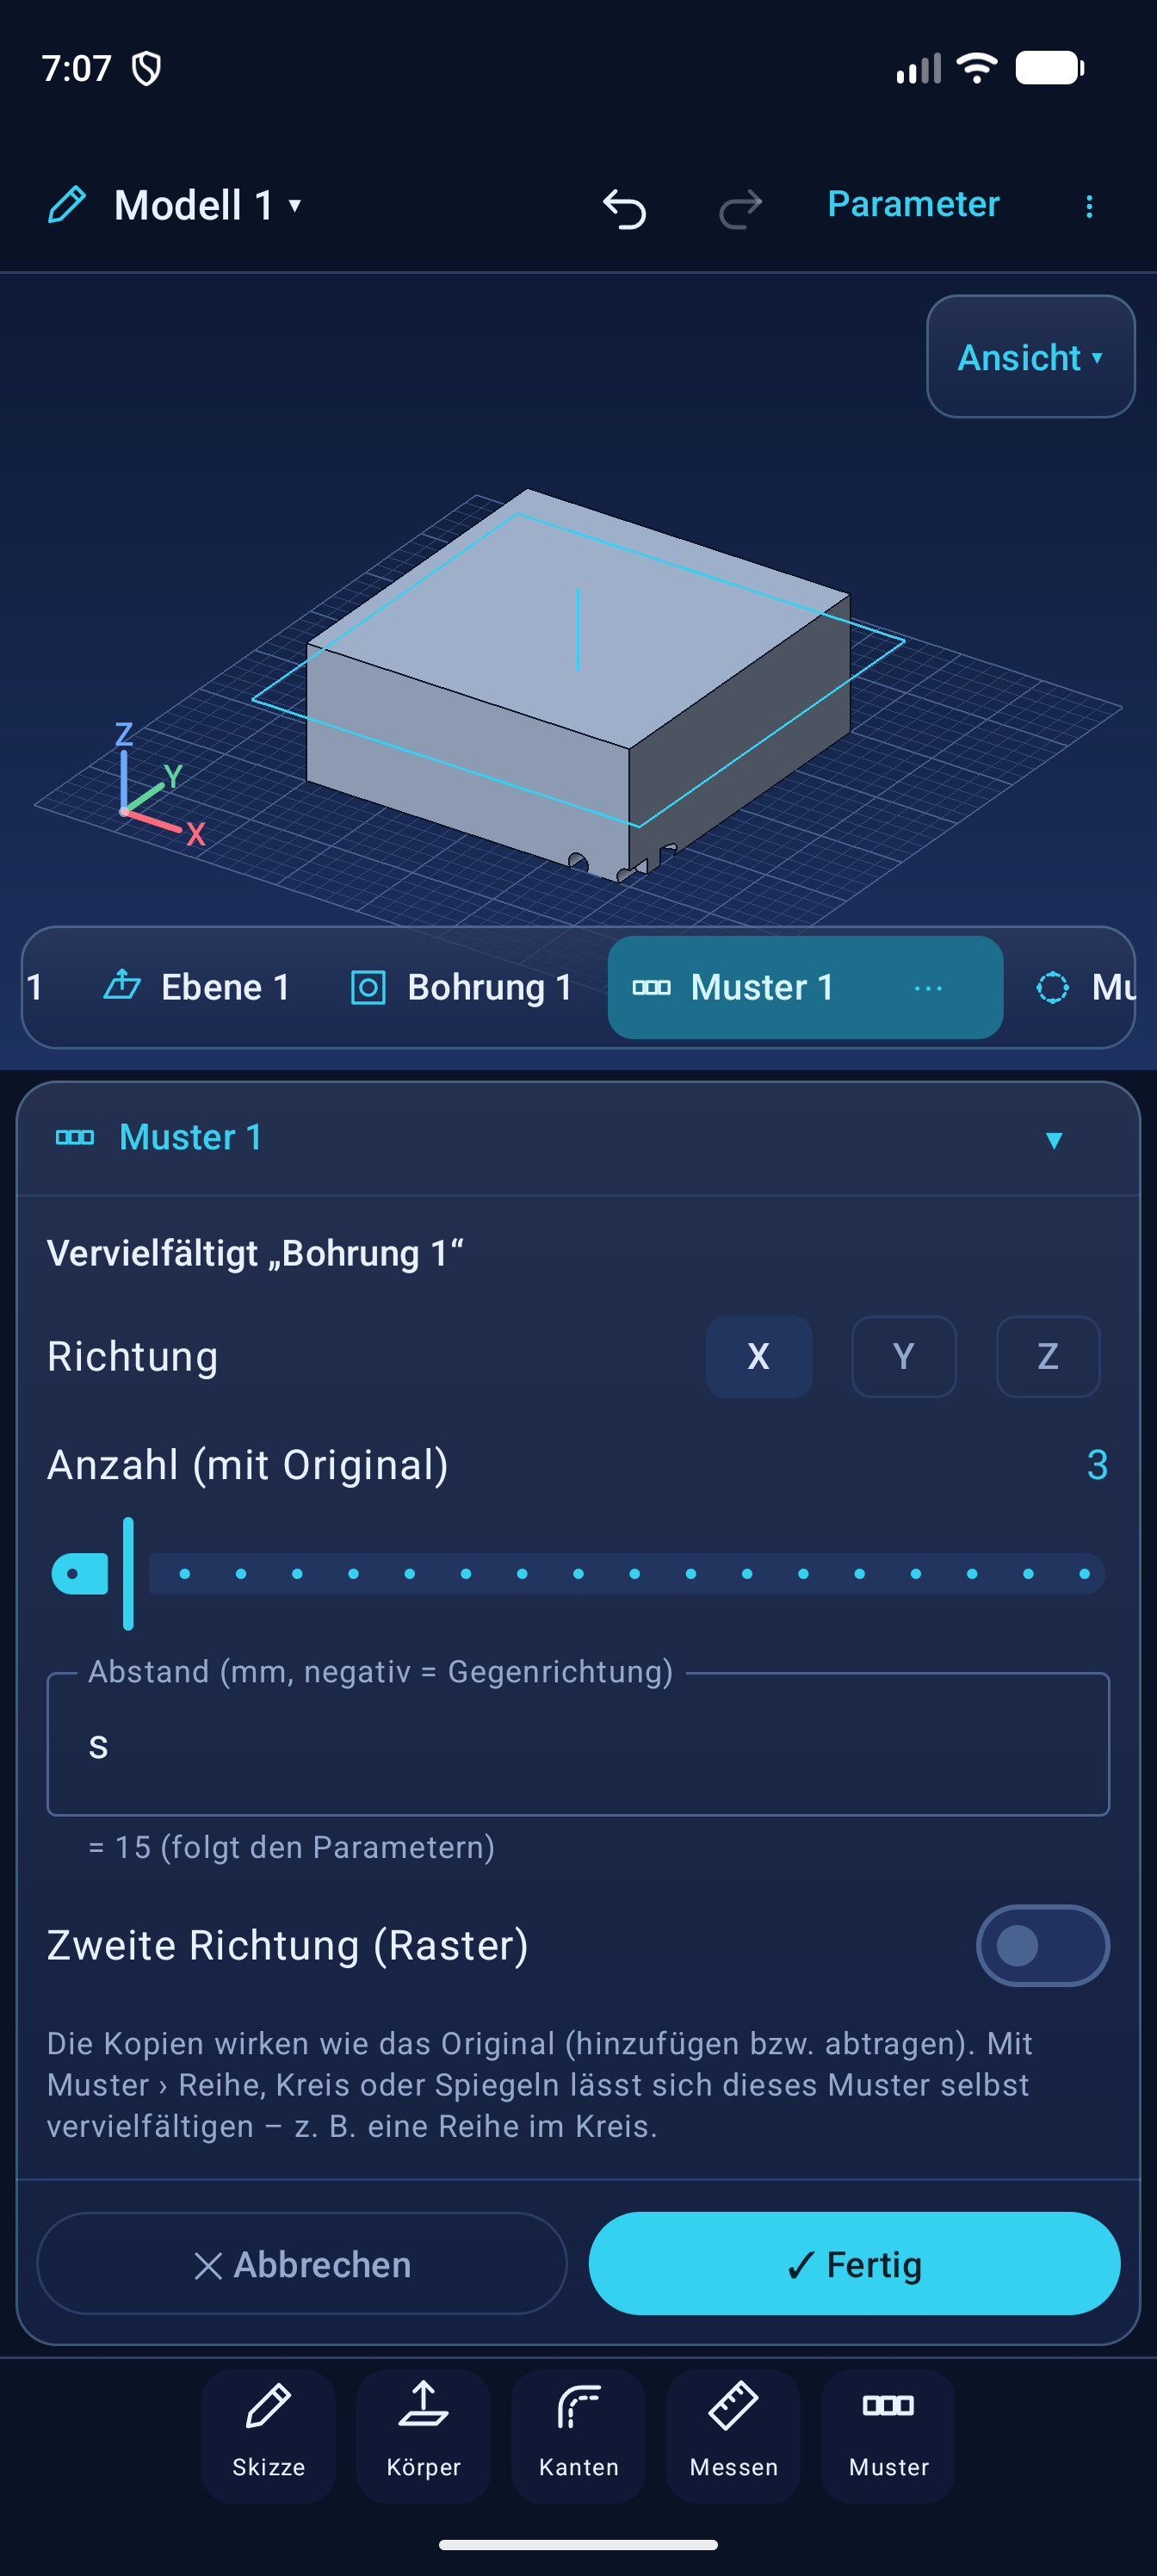 7:07
Modell 1 ▾
Parameter
Ansicht ▾
Z
Y
X
1
Ebene 1
Bohrung 1
Muster 1
...
Muster 1
Vervielfältigt „Bohrung 1“
Richtung
X
Y
Z
Anzahl (mit Original)
3
Abstand (mm, negativ = Gegenrichtung)
s
= 15 (folgt den Parametern)
Zweite Richtung (Raster)
Die Kopien wirken wie das Original (hinzufügen bzw. abtragen). Mit
Muster › Reihe, Kreis oder Spiegeln lässt sich dieses Muster selbst
vervielfältigen – z. B. eine Reihe im Kreis.
Abbrechen
✓ Fertig
Skizze
Körper
Kanten
Messen
Muster